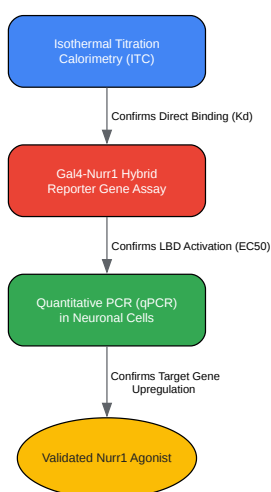 Isothermal Titration
Calorimetry (ITC)
Confirms Direct Binding (Kd)
Gal4-Nurr1 Hybrid
Reporter Gene Assay
Confirms LBD Activation (EC50)
Quantitative PCR (qPCR)
in Neuronal Cells
Confirms Target Gene
Upregulation
Validated Nurr1 Agonist